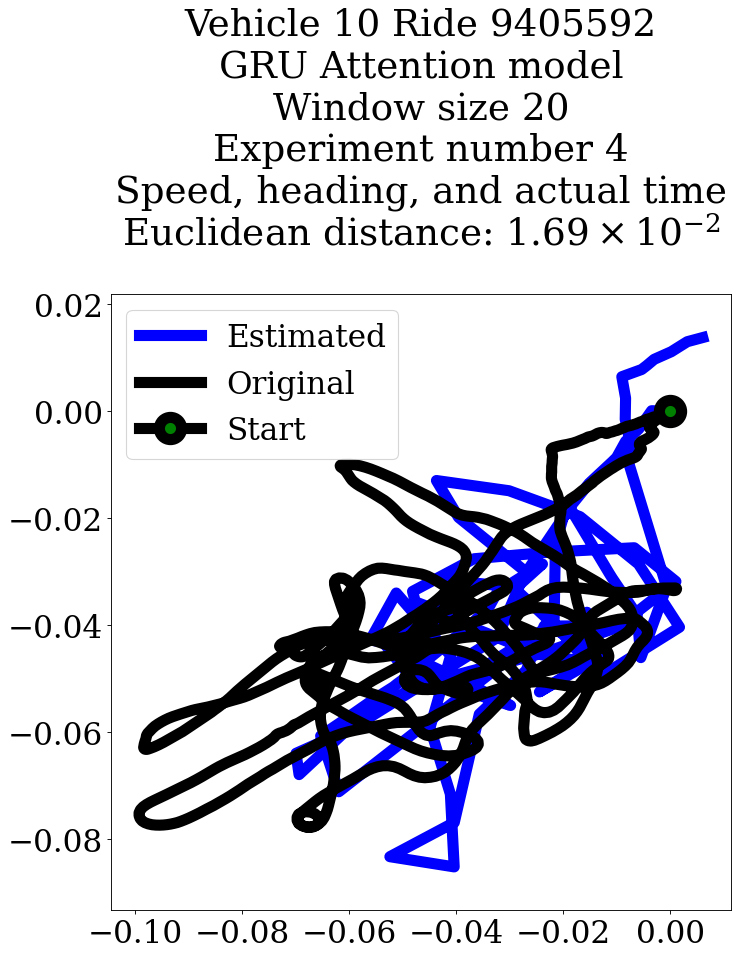 Vehicle 10 Ride 9405592
GRU Attention model
Window size 20
Experiment number 4
Speed, heading, and actual time
Euclidean distance: 1.69 × 10⁻²
0.02
Estimated
Original
0.00
Start
−0.02
−0.04
−0.06
−0.08
−0.10 −0.08 −0.06 −0.04 −0.02 0.00